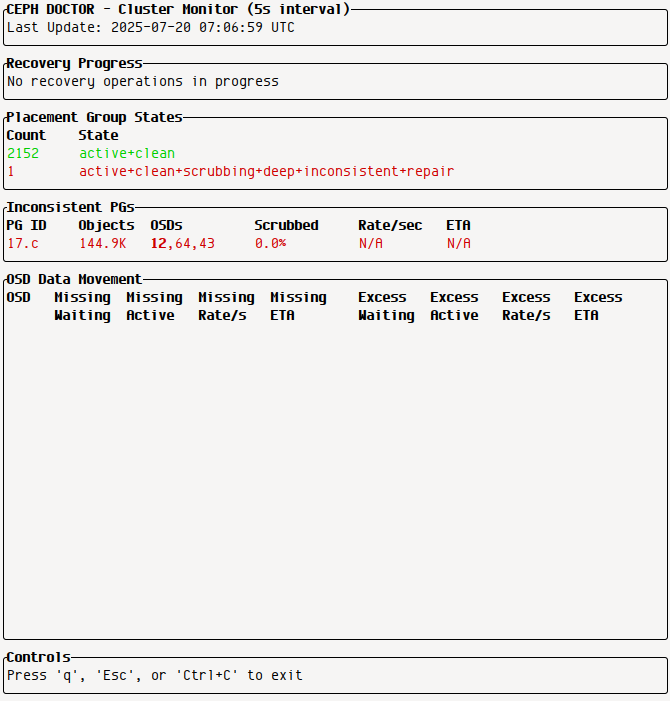 CEPH DOCTOR - Cluster Monitor (5s interval)
Last Update: 2025-07-20 07:06:59 UTC
Recovery Progress
No recovery operations in progress
Placement Group States
Count State
2152 active+clean
1 active+clean+scrubbing+deep+inconsistent+repair
Inconsistent PGs
PG ID Objects OSDs Scrubbed Rate/sec ETA
17.c 144.9K 12,64,43 0.0% N/A N/A
OSD Data Movement
OSD Missing Missing Missing Missing Excess Excess Excess Excess
Waiting Active Rate/s ETA Waiting Active Rate/s ETA
Controls
Press 'q', 'Esc', or 'Ctrl+C' to exit